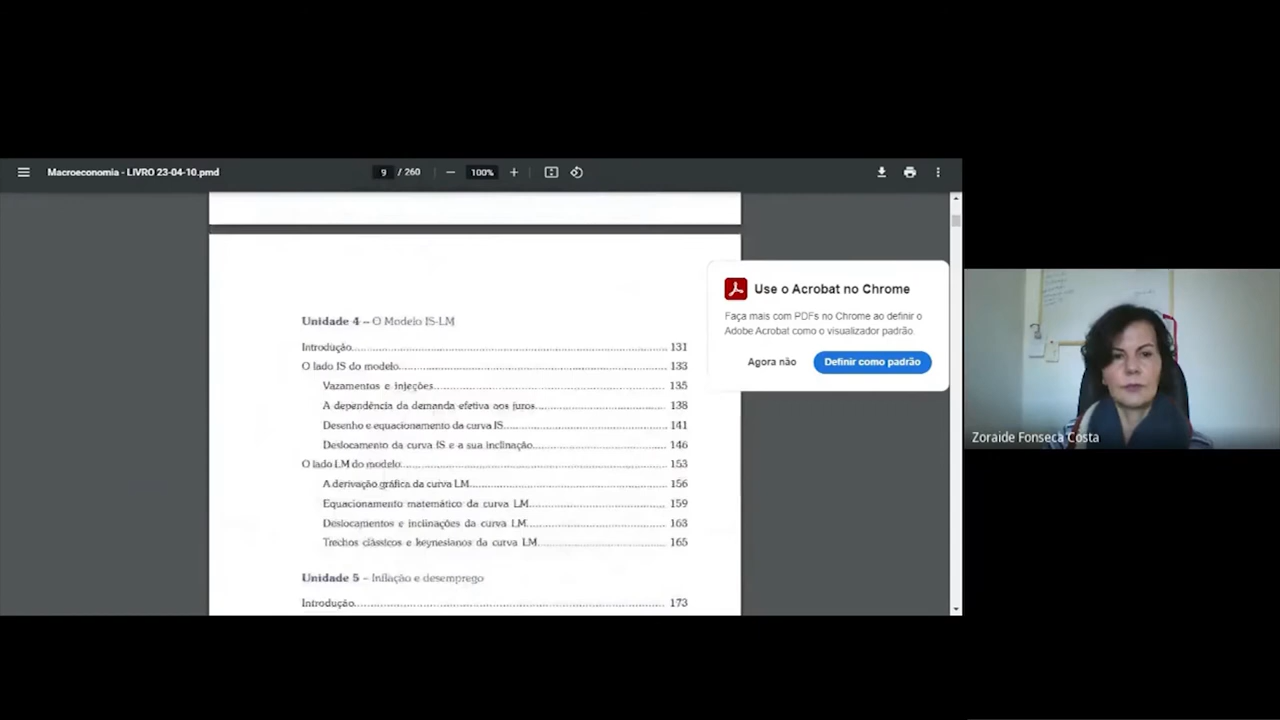 Macroeconomia - LIVRO 23-04-10.pmd
9 / 260
100%
Unidade 4 – O Modelo IS-LM
Introdução 131
O lado IS do modelo 133
Vazamentos e injeções 135
A dependência da demanda efetiva aos juros 138
Desenho e equacionamento da curva IS 141
Deslocamento da curva IS e a sua inclinação 146
O lado LM do modelo 153
A derivação gráfica da curva LM 156
Equacionamento matemático da curva LM 159
Deslocamentos e inclinações da curva LM 163
Trechos clássicos e keynesianos da curva LM 165
Unidade 5 – Inflação e desemprego
Introdução 173
Use o Acrobat no Chrome
Faça mais com PDFs no Chrome ao definir o
Adobe Acrobat como o visualizador padrão
Agora não
Definir como padrão
Zoraide Fonseca Costa